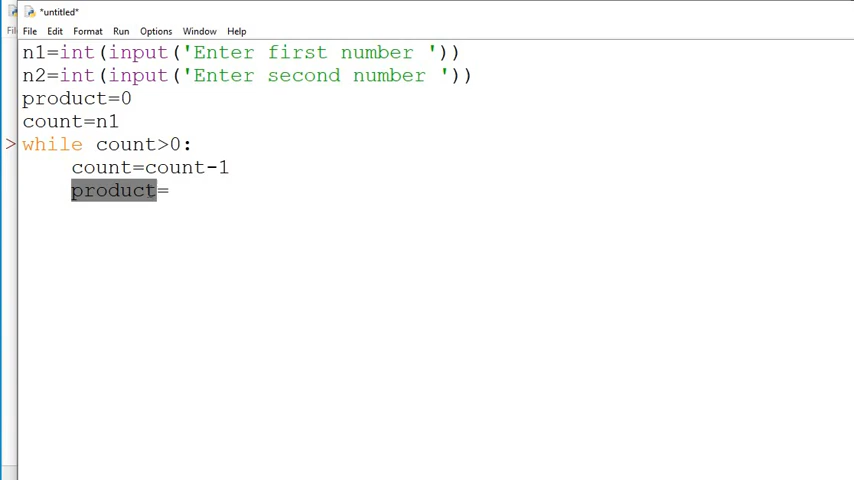 *untitled*
File Edit Format Run Options Window Help
n1=int(input('Enter first number '))
n2=int(input('Enter second number '))
product=0
count=n1
>while count>0:
    count=count-1
    product=